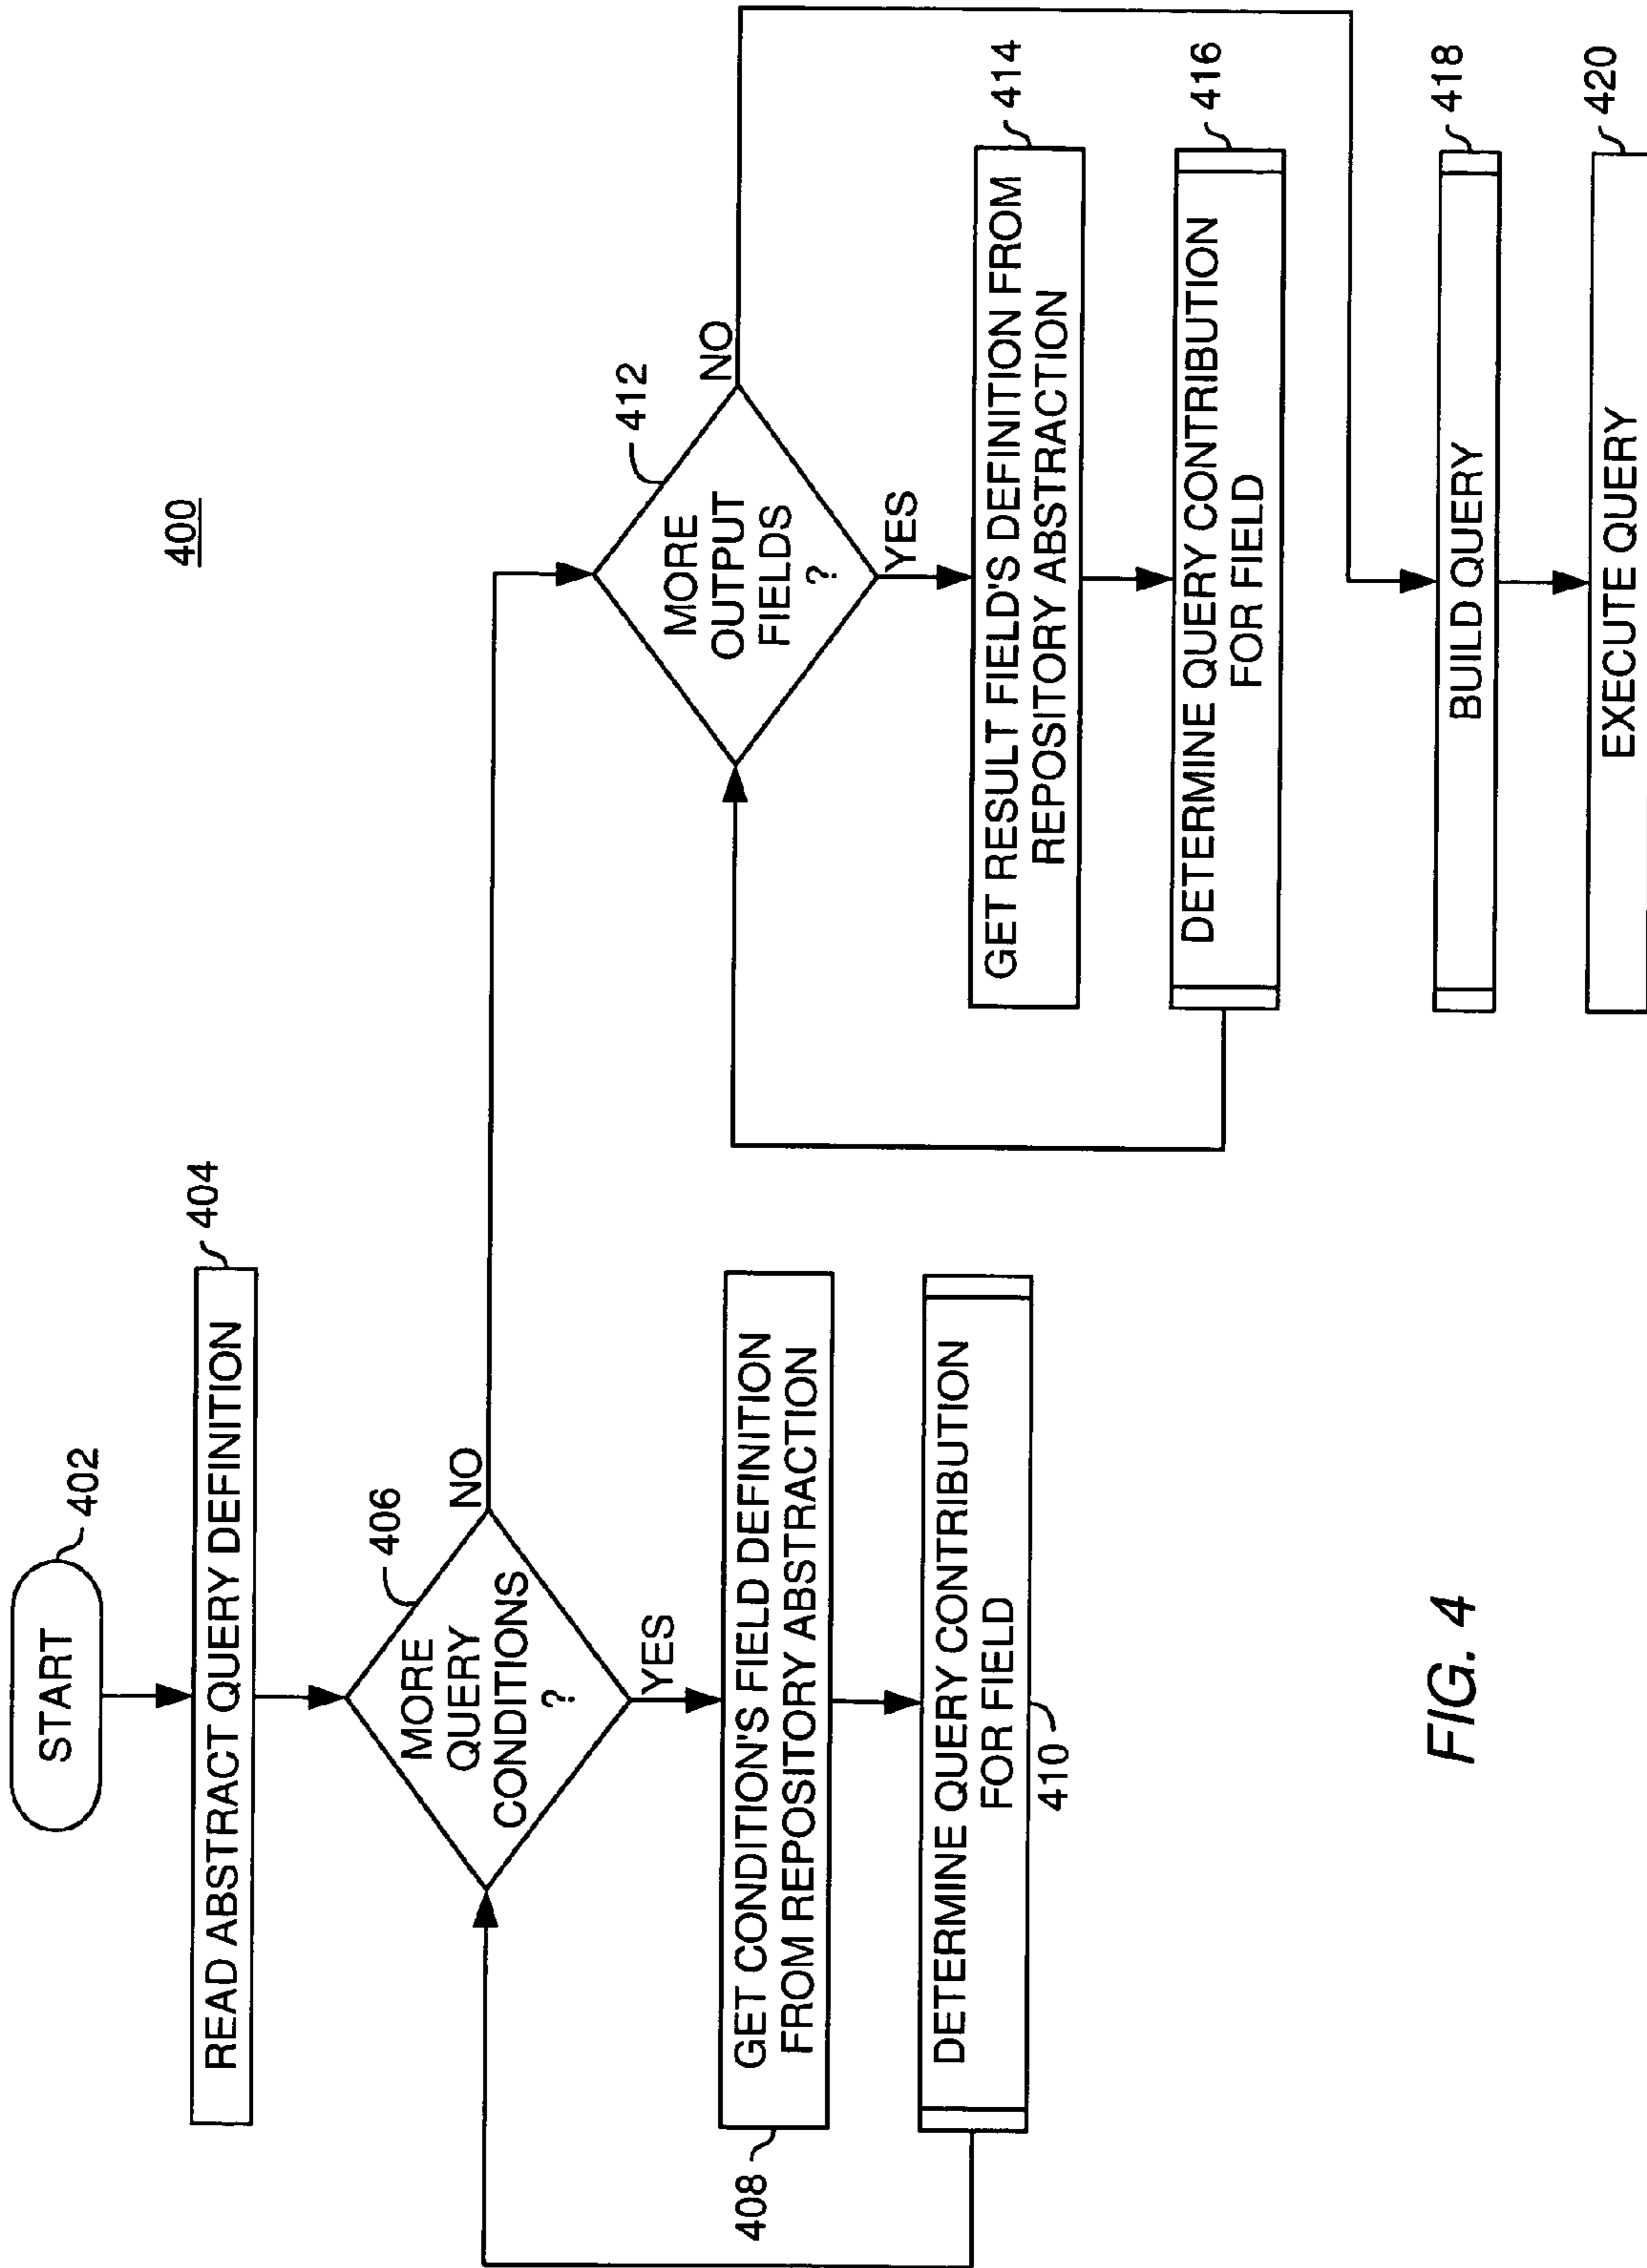 400
START
402
READ ABSTRACT QUERY DEFINITION
404
MORE
QUERY
CONDITIONS
?
406
NO
YES
GET CONDITION'S FIELD DEFINITION
FROM REPOSITORY ABSTRACTION
408
DETERMINE QUERY CONTRIBUTION
FOR FIELD
410
MORE
OUTPUT
FIELDS
?
412
NO
YES
GET RESULT FIELD'S DEFINITION FROM
REPOSITORY ABSTRACTION
414
DETERMINE QUERY CONTRIBUTION
FOR FIELD
416
BUILD QUERY
418
EXECUTE QUERY
420
FIG. 4